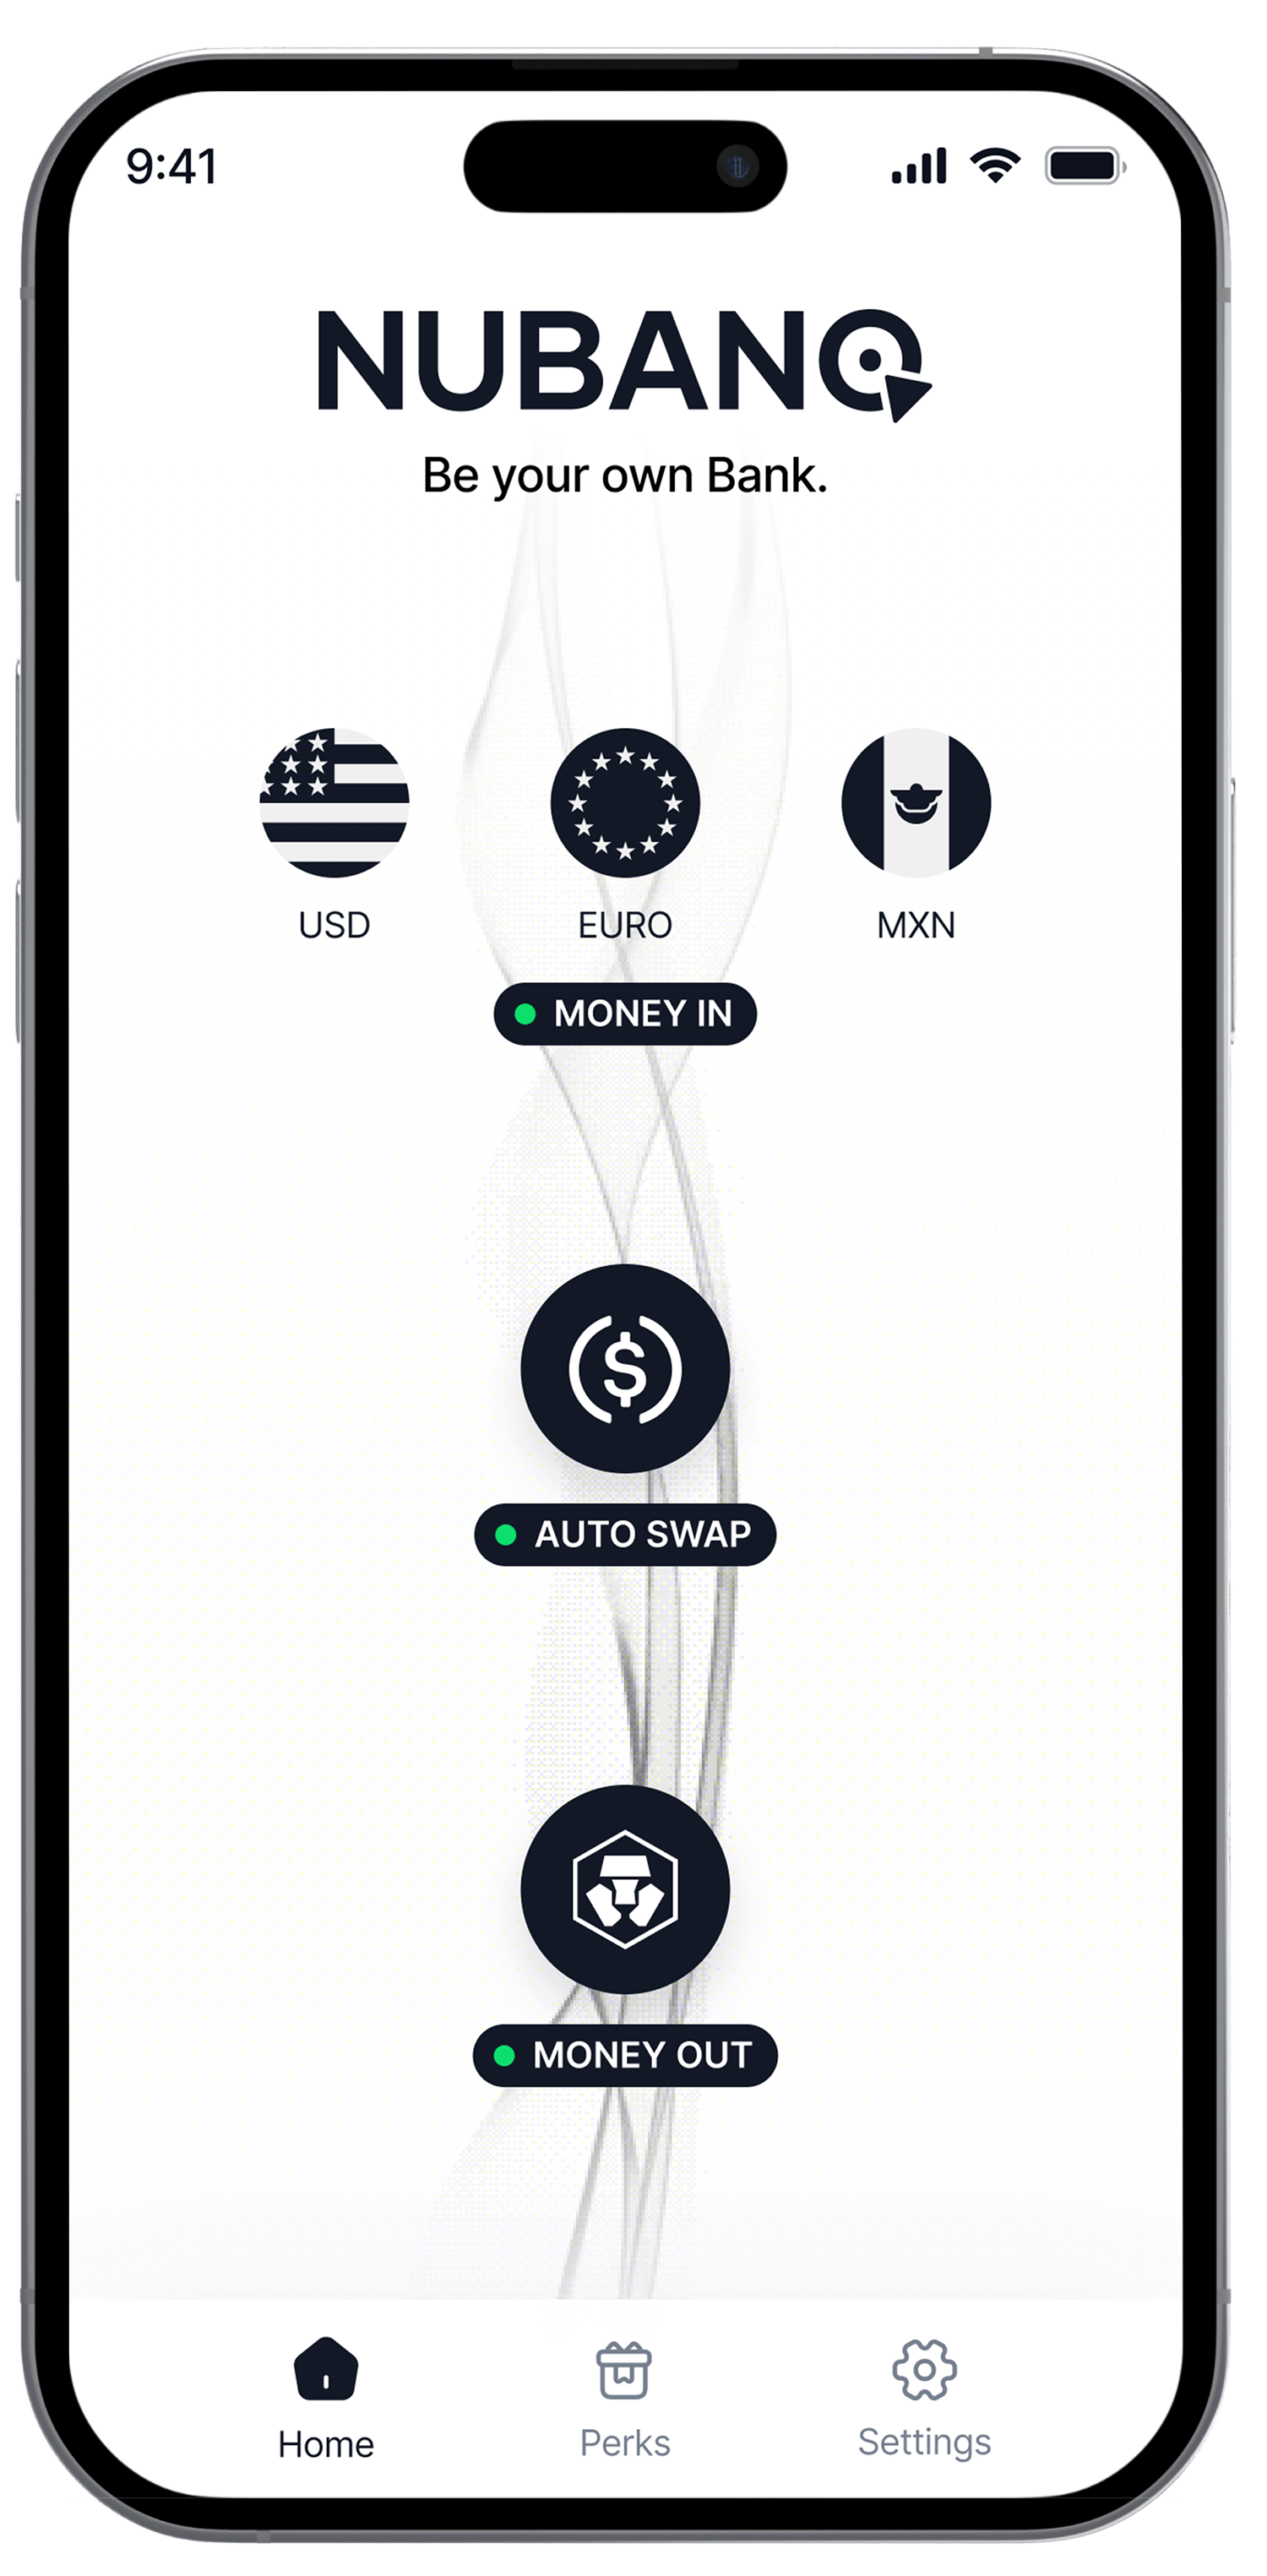 9:41
NUBANQ
Be your own Bank.
USD EURO MXN
MONEY IN
$
AUTO SWAP
MONEY OUT
Home Perks Settings